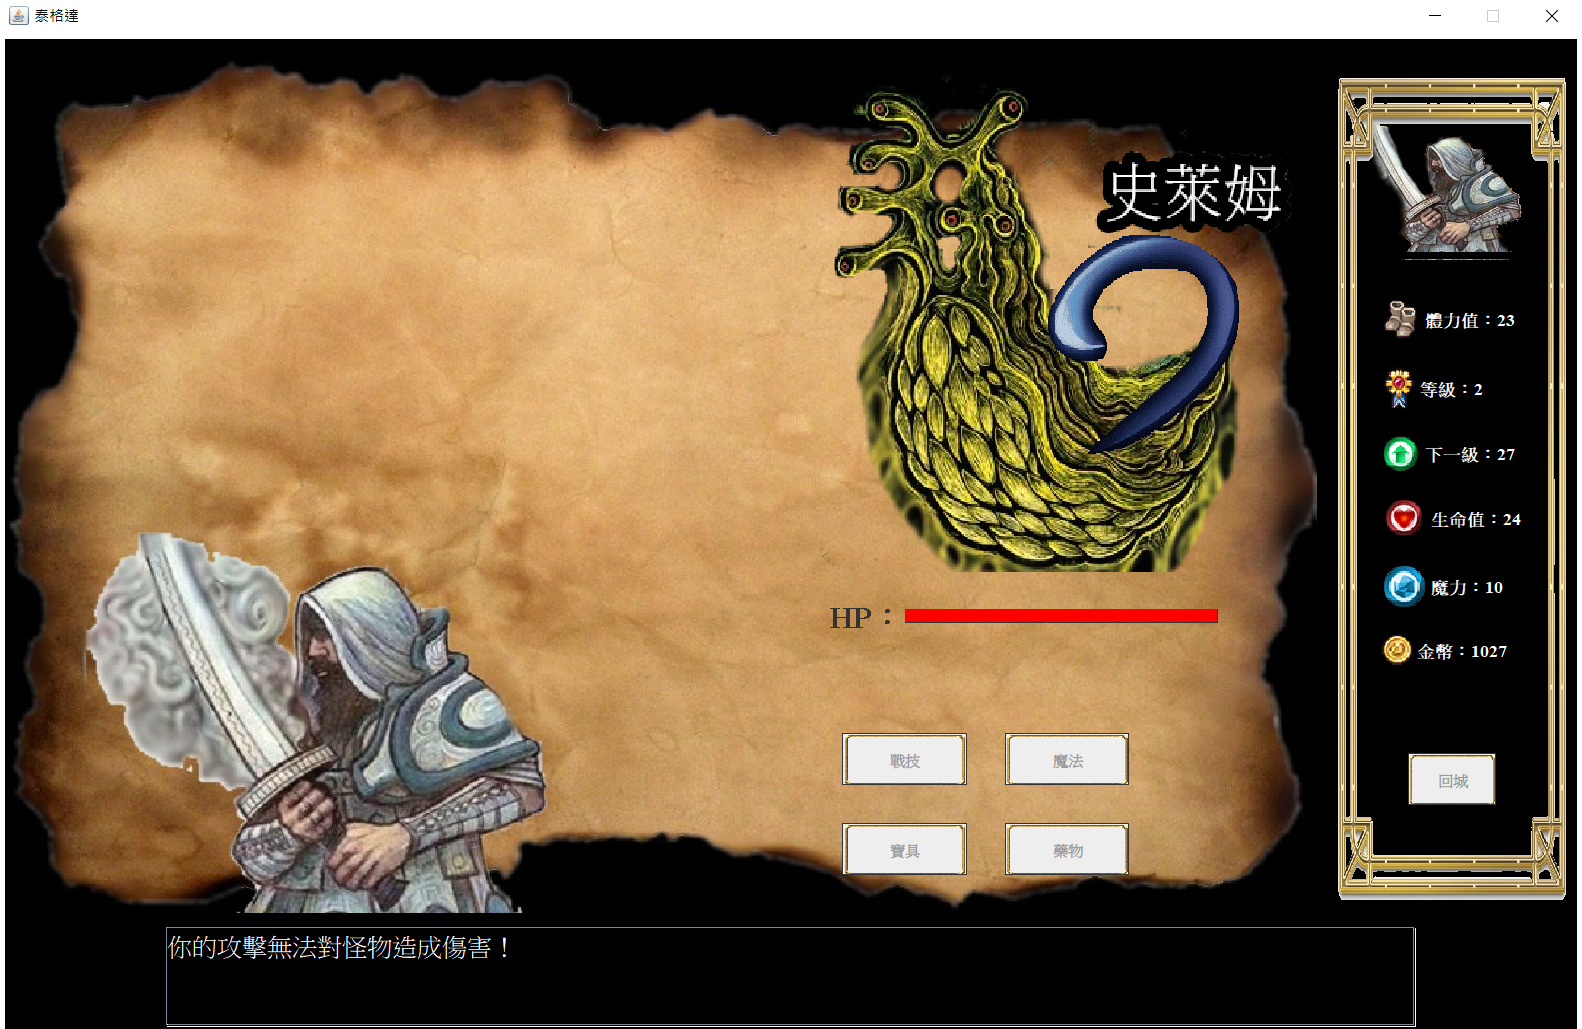 泰格達
史萊姆
體力值：23
等級：2
下一級：27
生命值：24
魔力：10
金幣：1027
HP：
戰技
魔法
寶具
藥物
回城
你的攻擊無法對怪物造成傷害！